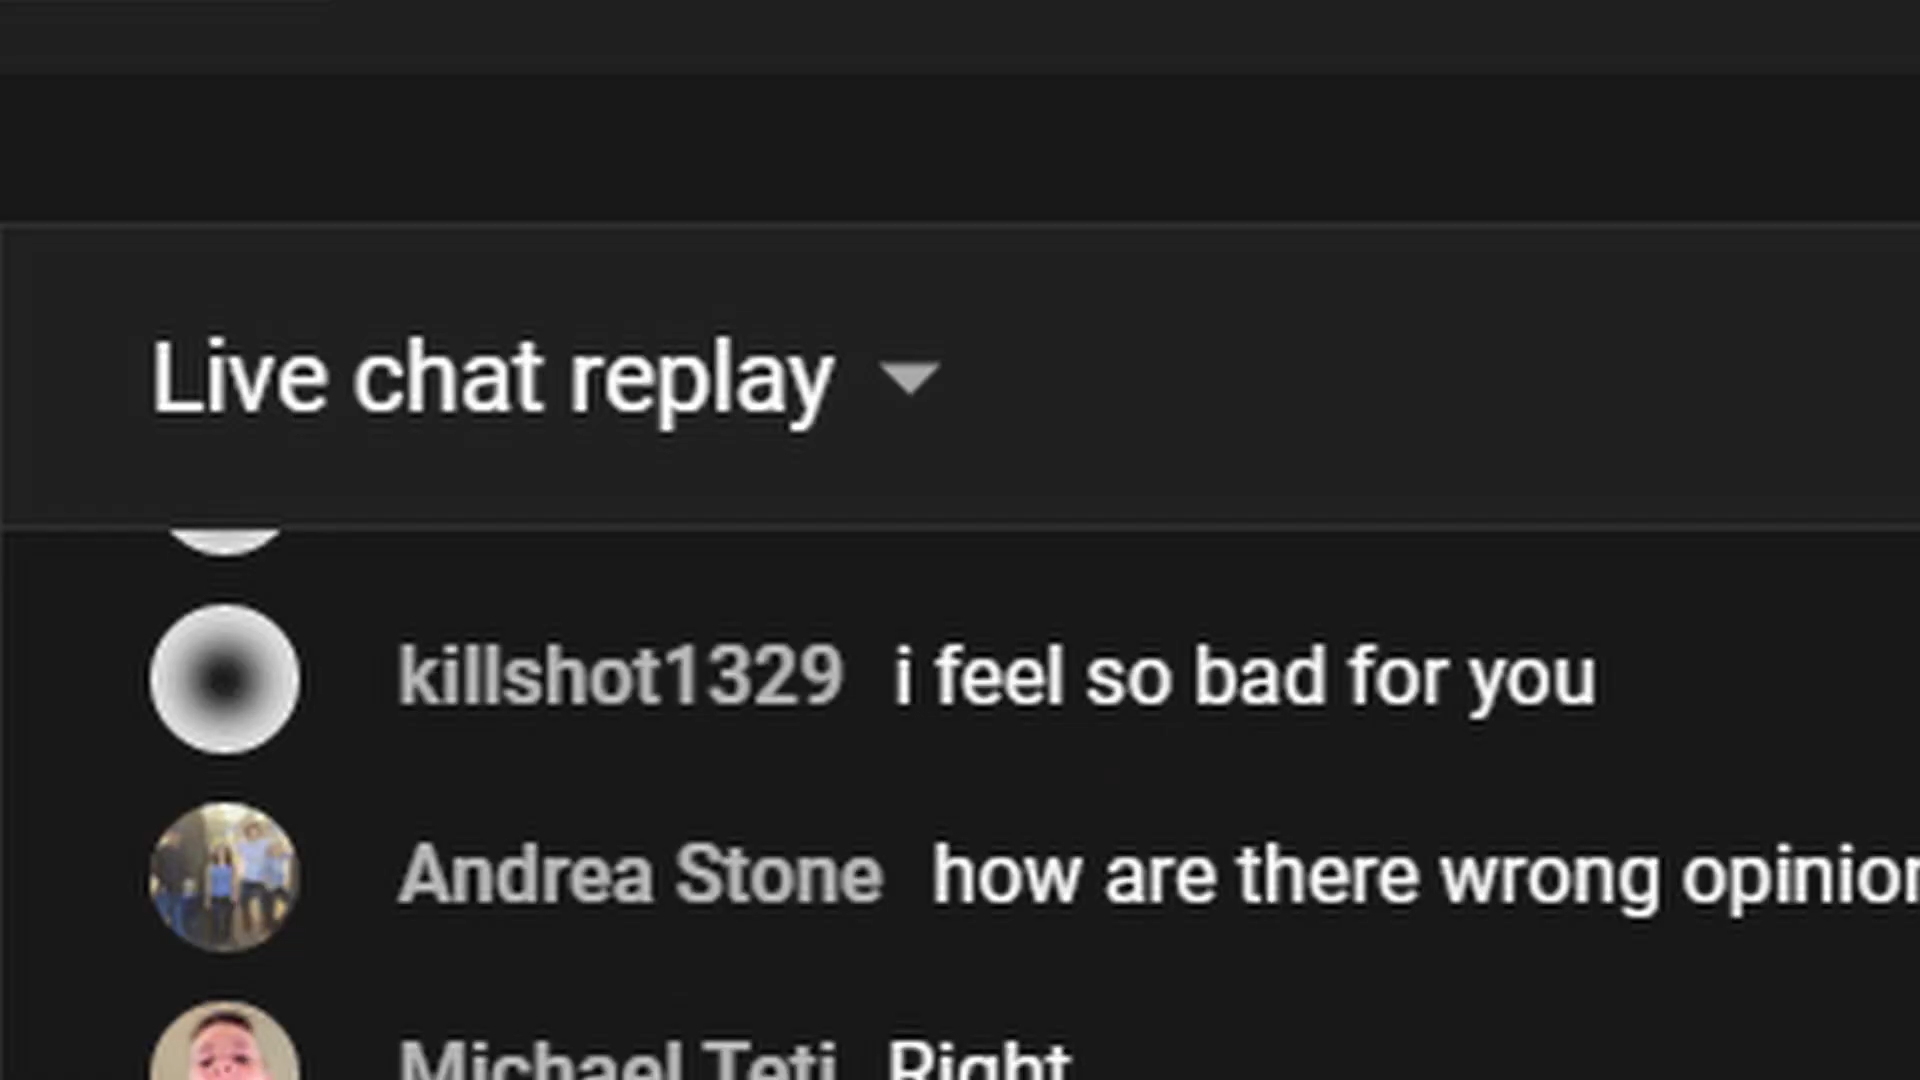 Live chat replay
killshot1329 i feel so bad for you
Andrea Stone how are there wrong opinion
Michael Teti Right